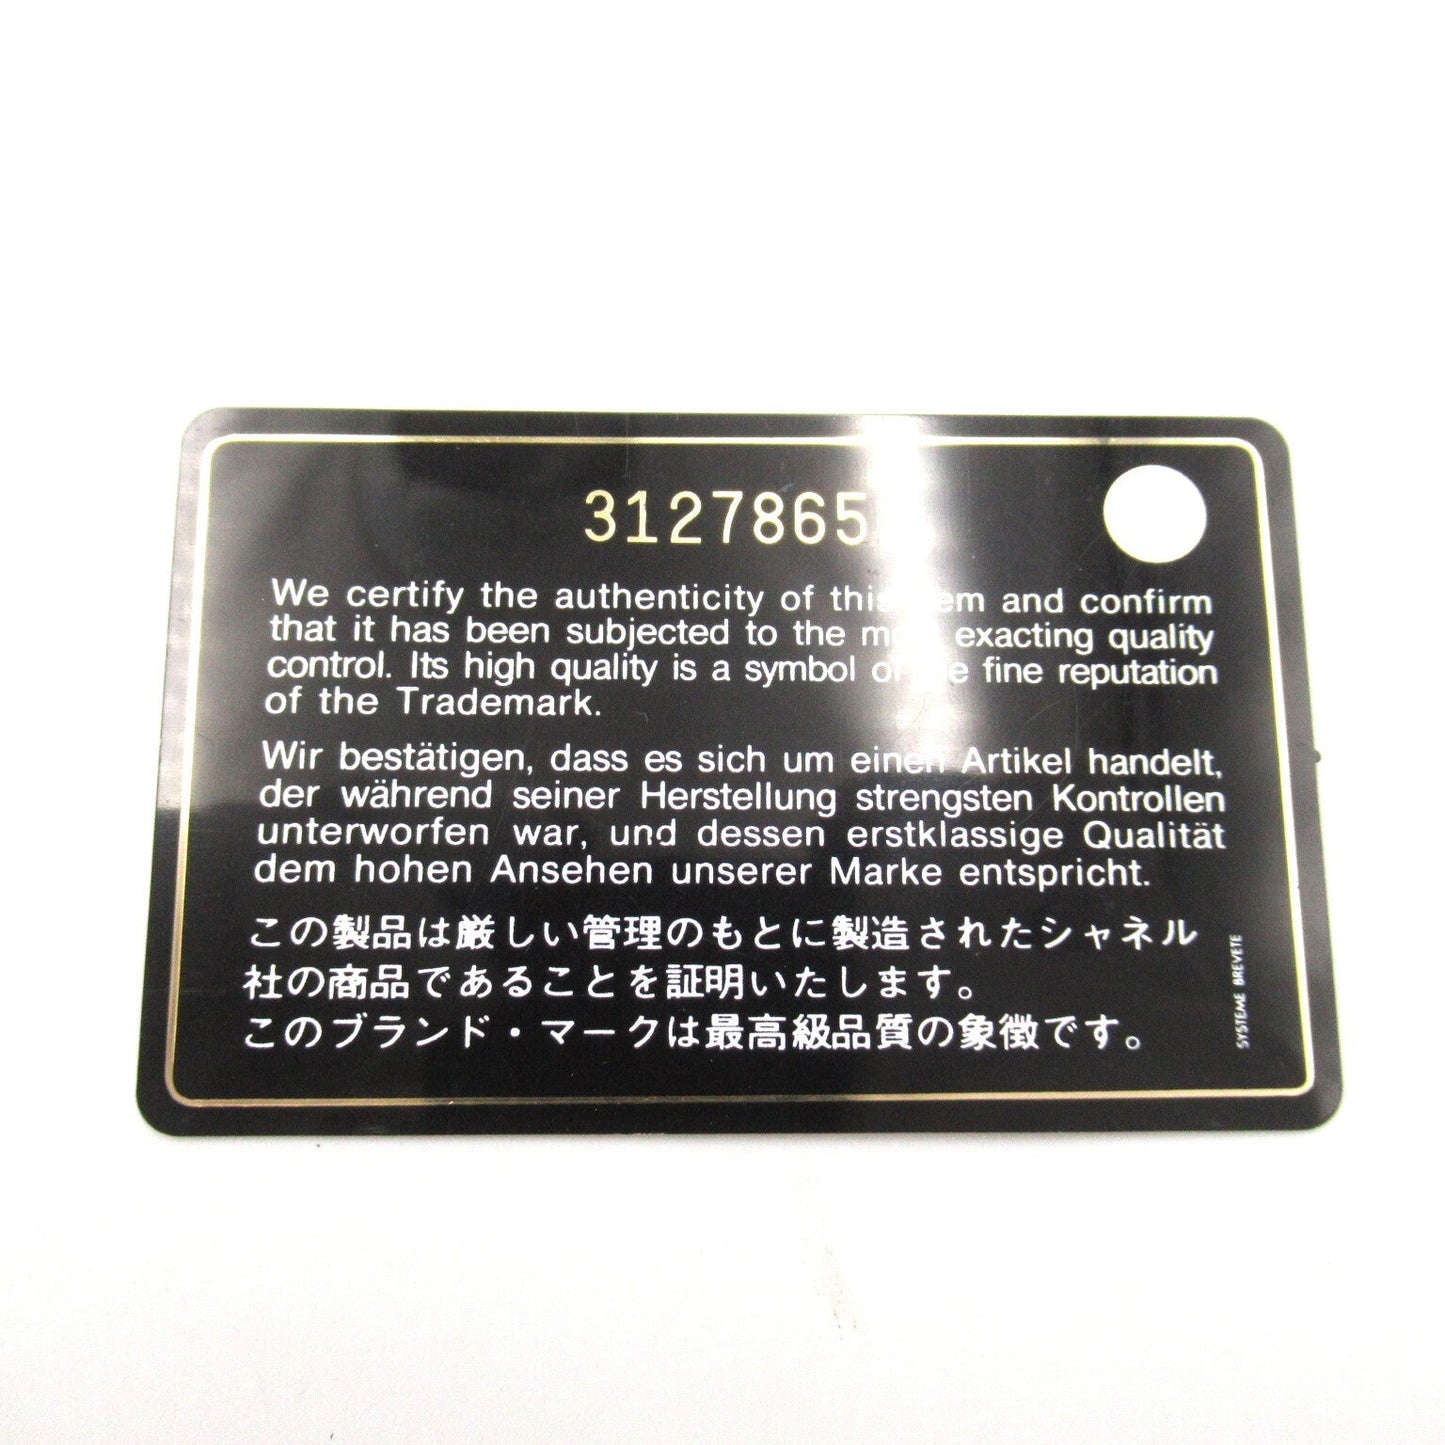 3127865
We certify the authenticity of this and confirm
that it has been subjected to the exacting quality
control. Its high quality is a symbol of fine reputation
of the Trademark.
Wir bestätigen, dass es sich um einen Artikel handelt,
der während seiner Herstellung strengsten Kontrollen
unterworfen war, und dessen erstklassige Qualität
dem hohen Ansehen unserer Marke entspricht.
この製品は厳しい管理のもとに製造されたシャネル
社の商品であることを証明いたします。
このブランド・マークは最高級品質の象徴です。
SYSTEME BREVETE